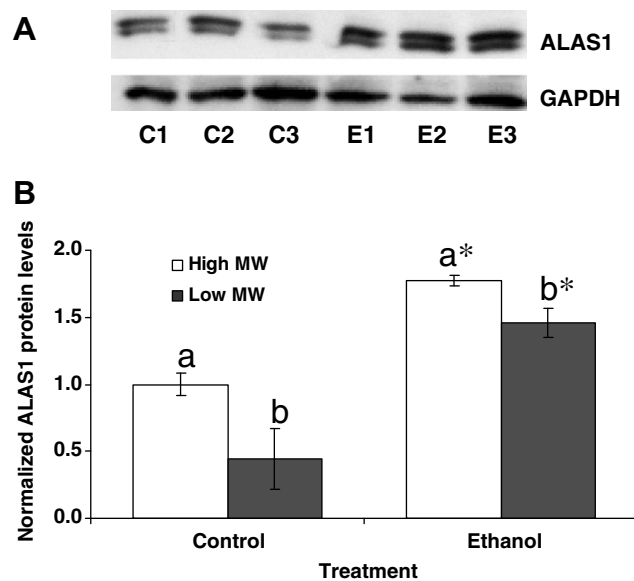 A
ALAS1
GAPDH
C1 C2 C3 E1 E2 E3
B
Normalized ALAS1 protein levels
2.0
1.5
1.0
0.5
0.0
High MW
Low MW
a
b
a*
b*
Control Ethanol
Treatment